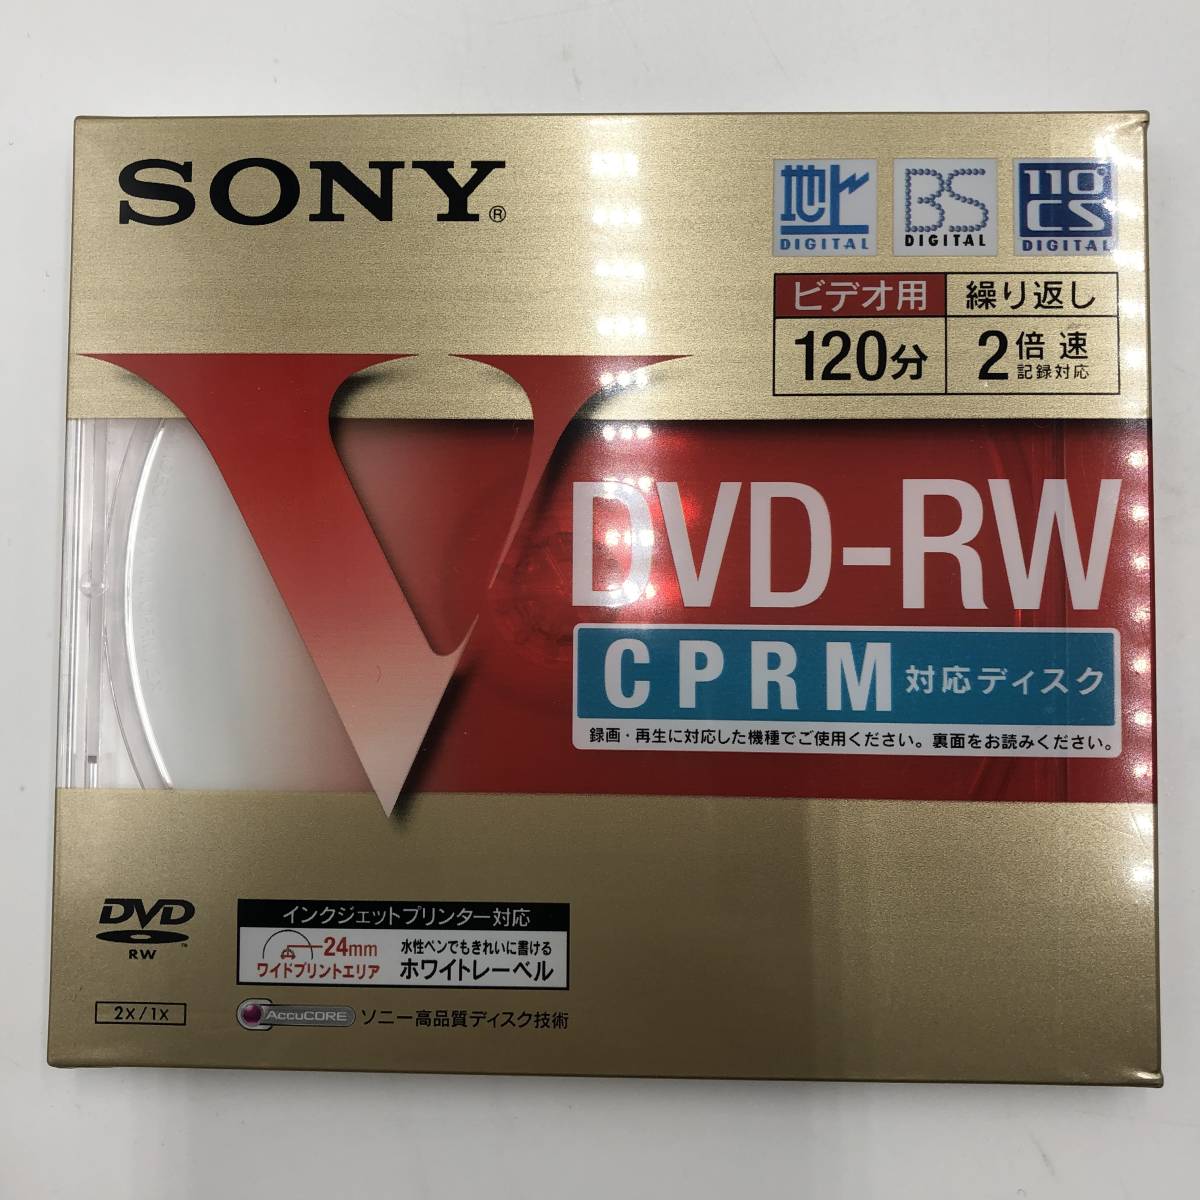 SONY®
地上 DIGITAL
BS DIGITAL
110° CS DIGITAL
ビデオ用 繰り返し
120分 2倍速 記録対応
V
DVD-RW
CPRM対応ディスク
録画・再生に対応した機種でご使用ください。裏面をお読みください。
DVD™
RW
インクジェットプリンター対応
24mm
ワイドプリントエリア
水性ペンでもきれいに書ける
ホワイトレーベル
2X/1X
AccuCORE ソニー高品質ディスク技術